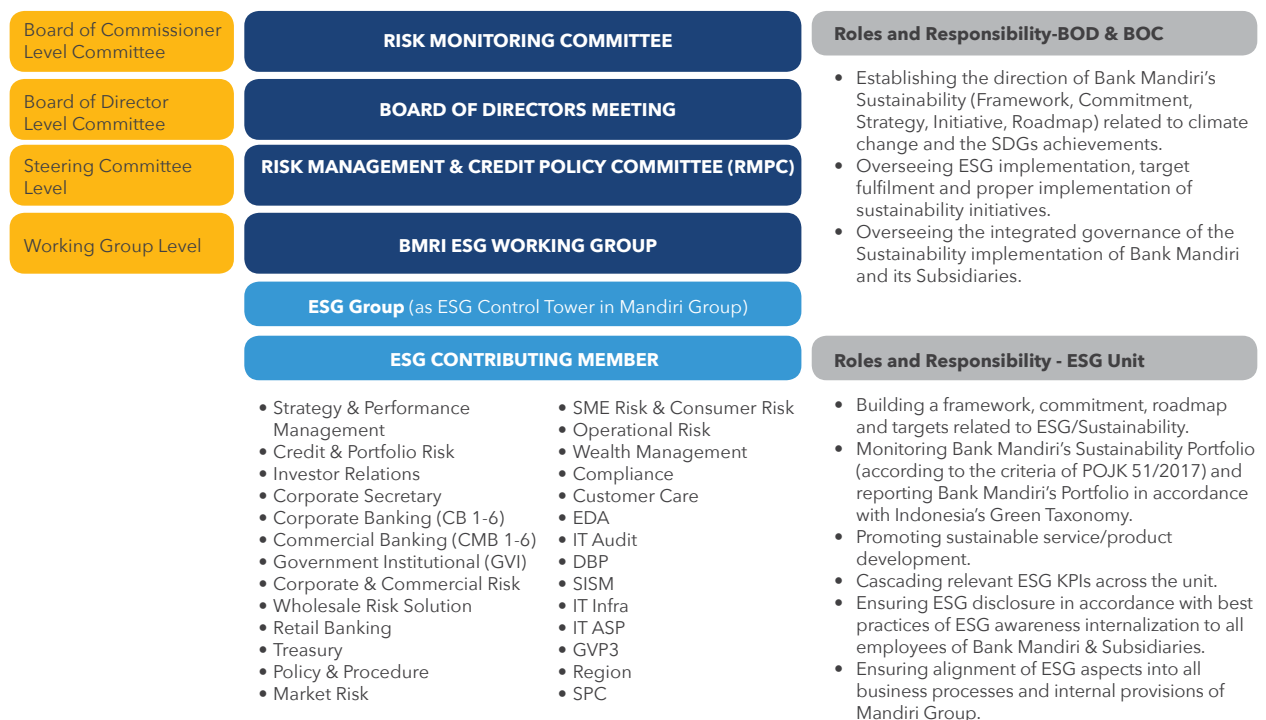 Board of Commissioner
Level Committee
RISK MONITORING COMMITTEE
Board of Director
Level Committee
BOARD OF DIRECTORS MEETING
Steering Committee
Level
RISK MANAGEMENT & CREDIT POLICY COMMITTEE (RMPC)
Working Group Level
BMRI ESG WORKING GROUP
ESG Group (as ESG Control Tower in Mandiri Group)
ESG CONTRIBUTING MEMBER
• Strategy & Performance
Management
• Credit & Portfolio Risk
• Investor Relations
• Corporate Secretary
• Corporate Banking (CB 1-6)
• Commercial Banking (CMB 1-6)
• Government Institutional (GVI)
• Corporate & Commercial Risk
• Wholesale Risk Solution
• Retail Banking
• Treasury
• Policy & Procedure
• Market Risk
• SME Risk & Consumer Risk
• Operational Risk
• Wealth Management
• Compliance
• Customer Care
• EDA
• IT Audit
• DBP
• SISM
• IT Infra
• IT ASP
• GVP3
• Region
• SPC
Roles and Responsibility-BOD & BOC
• Establishing the direction of Bank Mandiri's
Sustainability (Framework, Commitment,
Strategy, Initiative, Roadmap) related to climate
change and the SDGs achievements.
• Overseeing ESG implementation, target
fulfilment and proper implementation of
sustainability initiatives.
• Overseeing the integrated governance of the
Sustainability implementation of Bank Mandiri
and its Subsidiaries.
Roles and Responsibility - ESG Unit
• Building a framework, commitment, roadmap
and targets related to ESG/Sustainability.
• Monitoring Bank Mandiri's Sustainability Portfolio
(according to the criteria of POJK 51/2017) and
reporting Bank Mandiri's Portfolio in accordance
with Indonesia's Green Taxonomy.
• Promoting sustainable service/product
development.
• Cascading relevant ESG KPIs across the unit.
• Ensuring ESG disclosure in accordance with best
practices of ESG awareness internalization to all
employees of Bank Mandiri & Subsidiaries.
• Ensuring alignment of ESG aspects into all
business processes and internal provisions of
Mandiri Group.